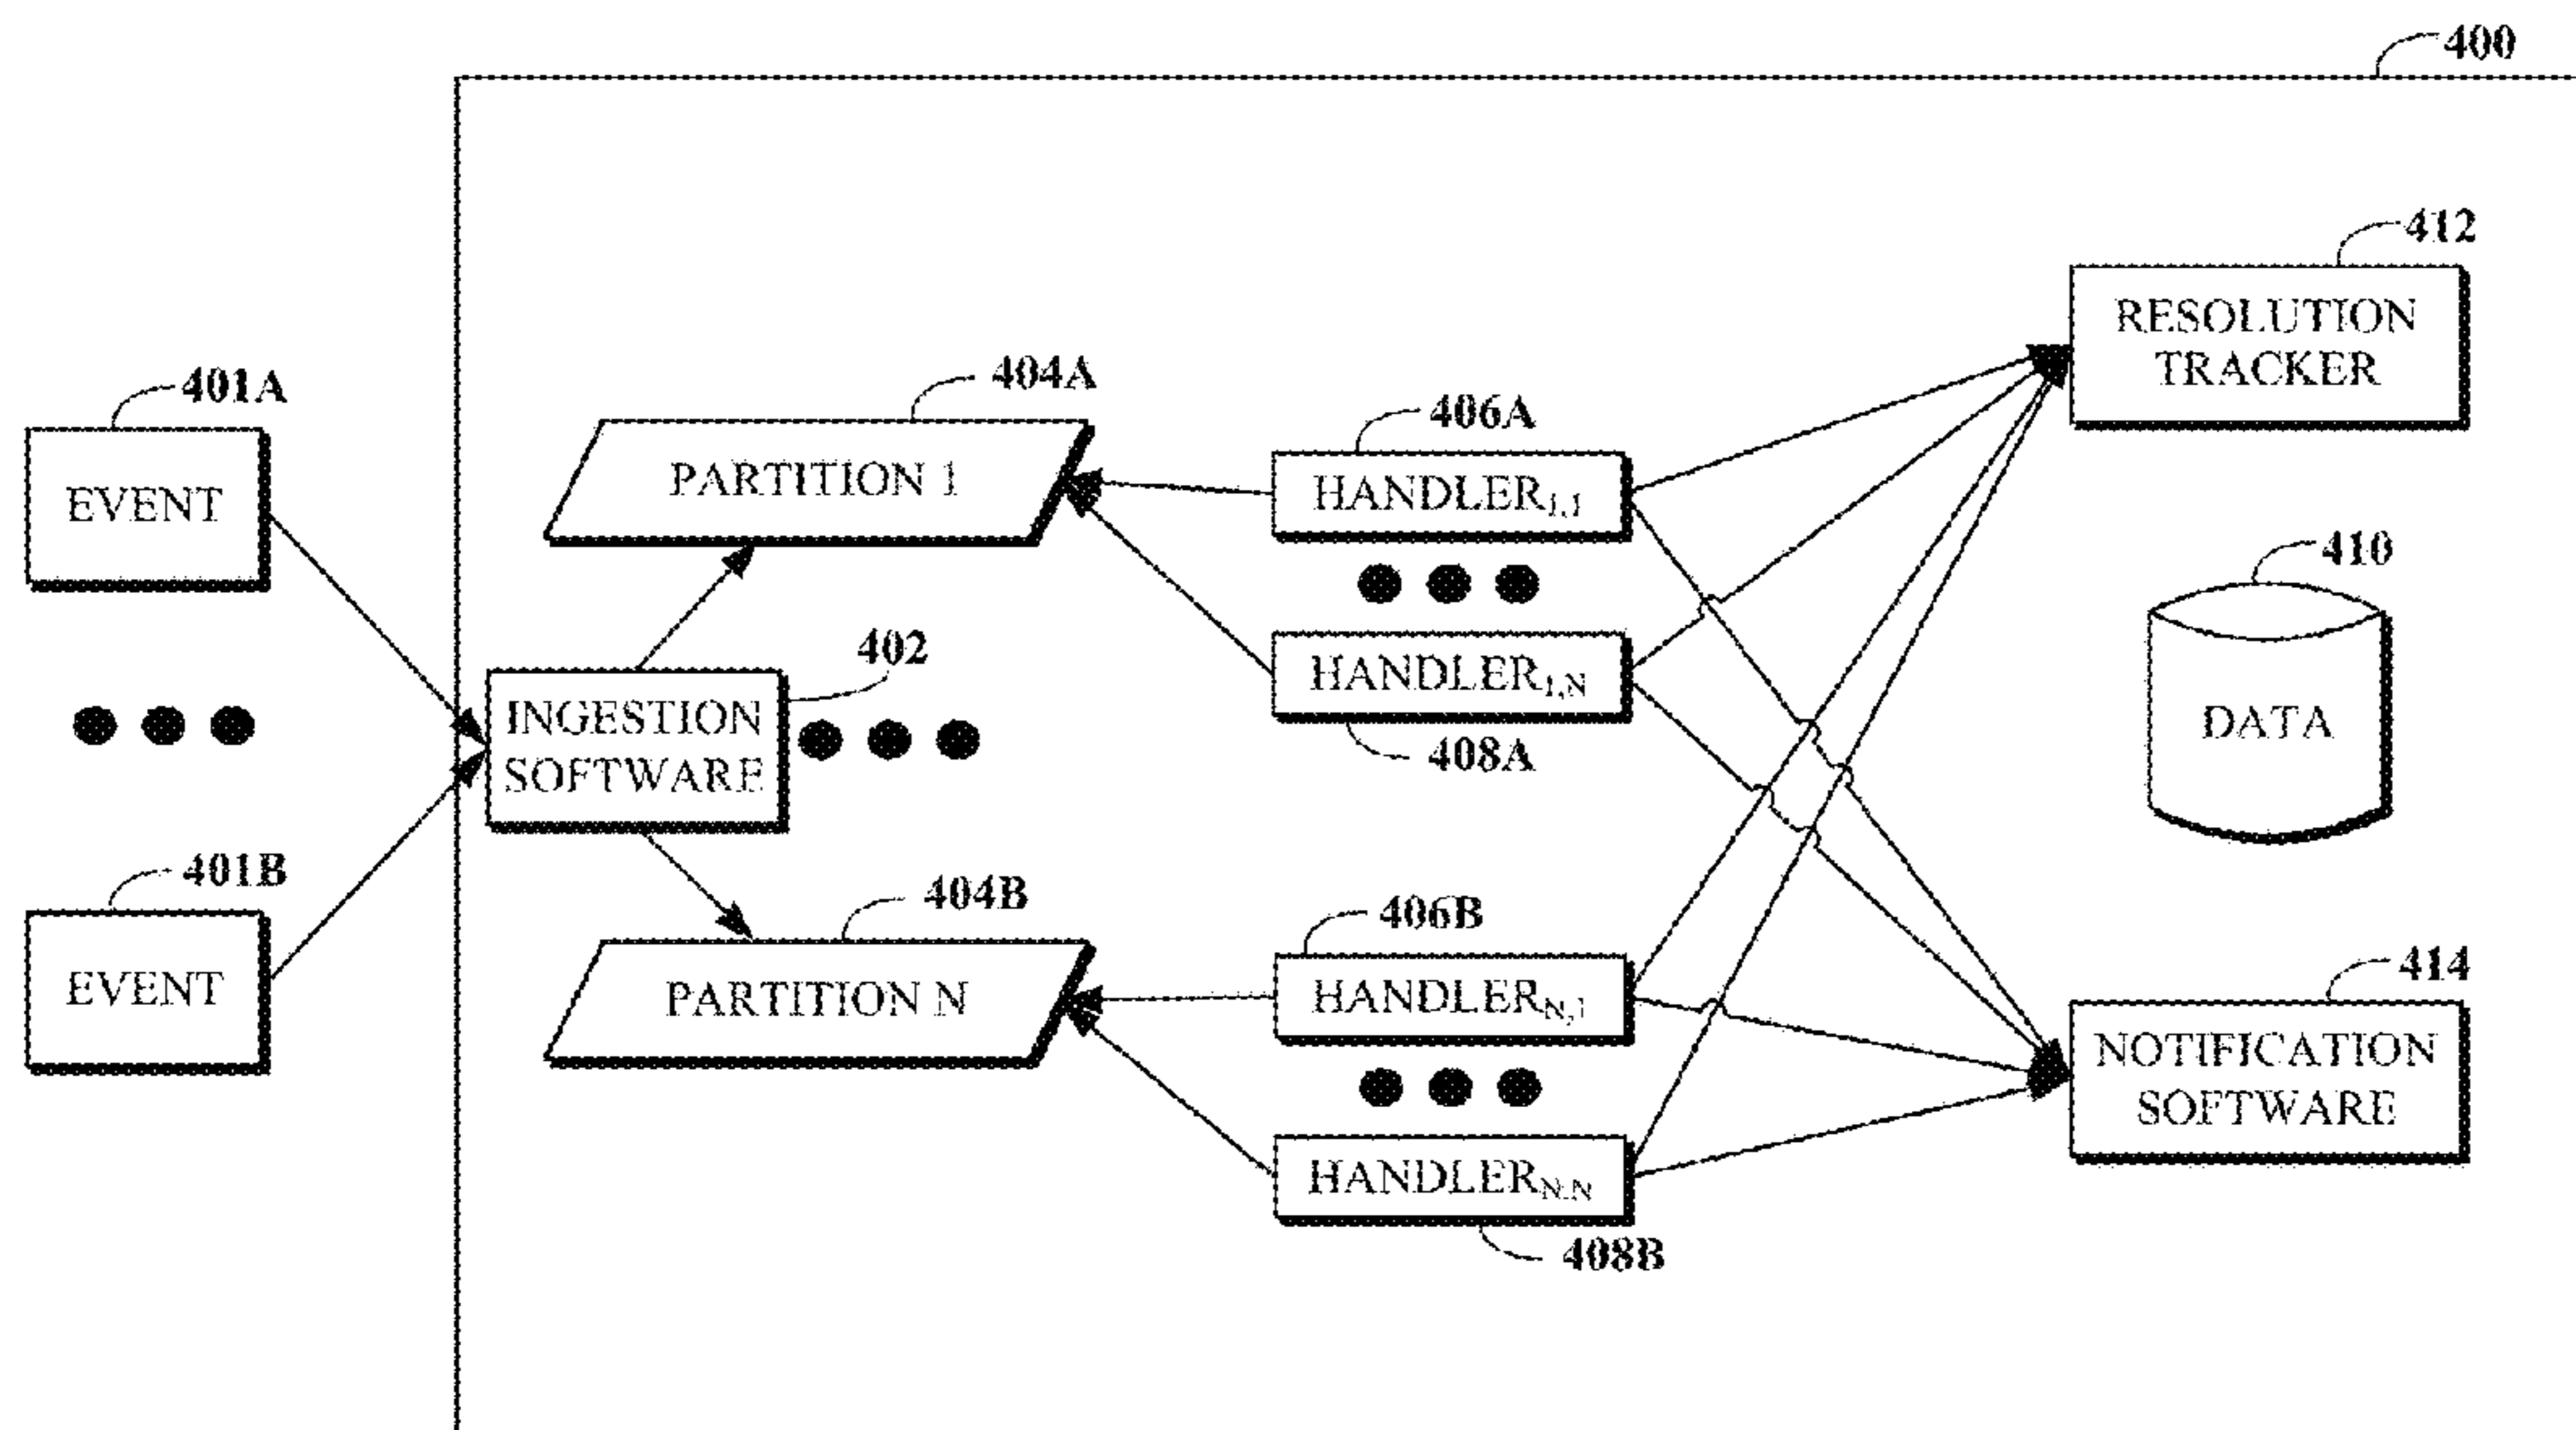 400
412
RESOLUTION
TRACKER
401A
404A
406A
EVENT
PARTITION 1
HANDLER1,1
410
402
HANDLER1,N
INGESTION
SOFTWARE
DATA
408A
401B
404B
406B
414
EVENT
PARTITION N
HANDLERN,1
NOTIFICATION
SOFTWARE
HANDLERN,N
408B